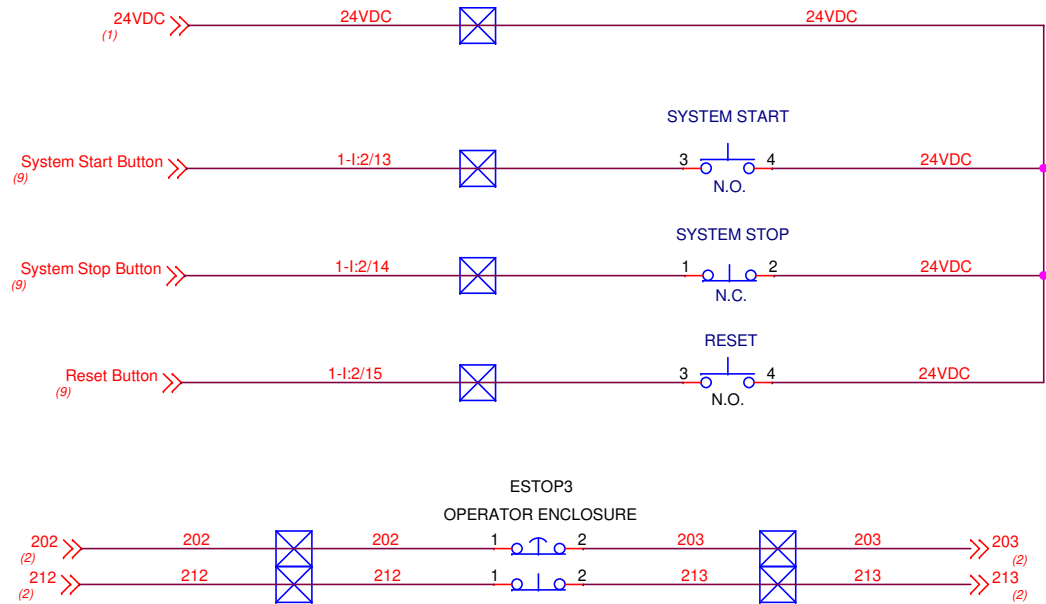 24VDC 24VDC 24VDC
(1)
SYSTEM START
System Start Button 1-I:2/13 3 4 24VDC
(9)
N.O.
SYSTEM STOP
System Stop Button 1-I:2/14 1 2 24VDC
(9)
N.C.
RESET
Reset Button 1-I:2/15 3 4 24VDC
(9)
N.O.
ESTOP3
OPERATOR ENCLOSURE
202 202 202 1 2 203 203 203
(2) (2)
212 212 212 1 2 213 213 213
(2) (2)